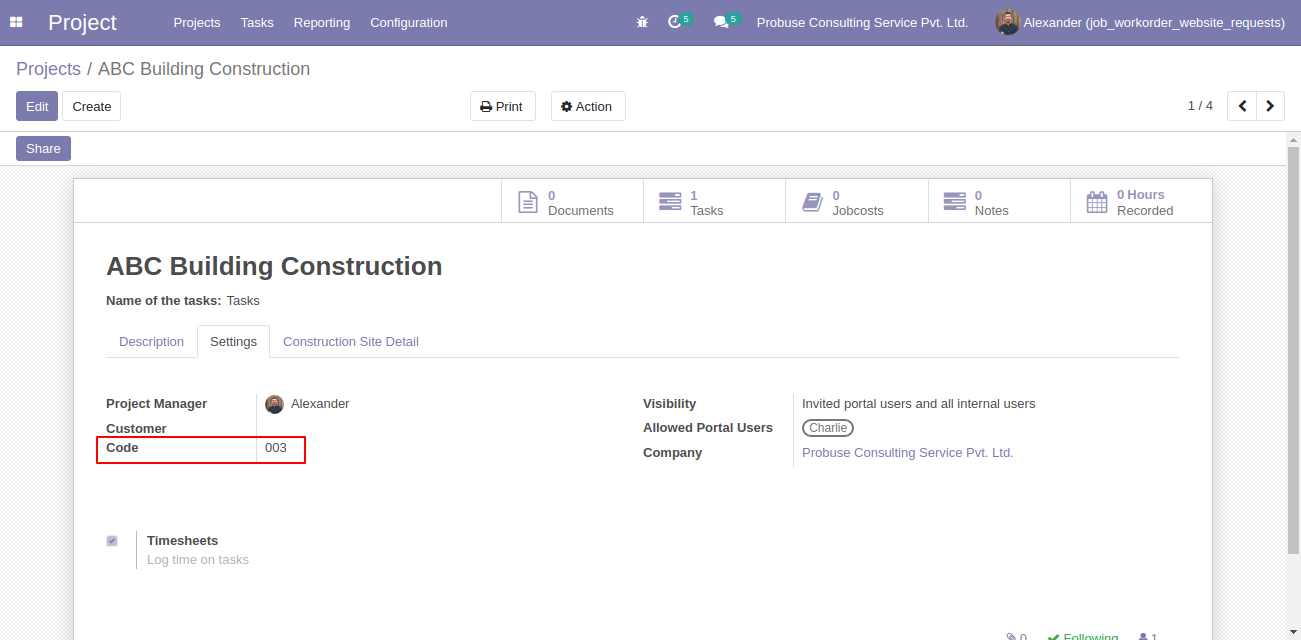 Project Projects Tasks Reporting Configuration 5 5 Probuse Consulting Service Pvt. Ltd. Alexander (job_workorder_website_requests)
Projects / ABC Building Construction
Edit Create Print Action 1 / 4
Share
0 Documents
1 Tasks
0 Jobcosts
0 Notes
0 Hours Recorded
ABC Building Construction
Name of the tasks: Tasks
Description Settings Construction Site Detail
Project Manager Alexander
Customer
Code 003
Visibility Invited portal users and all internal users
Allowed Portal Users Charlie
Company Probuse Consulting Service Pvt. Ltd.
Timesheets
Log time on tasks
0 Following 1